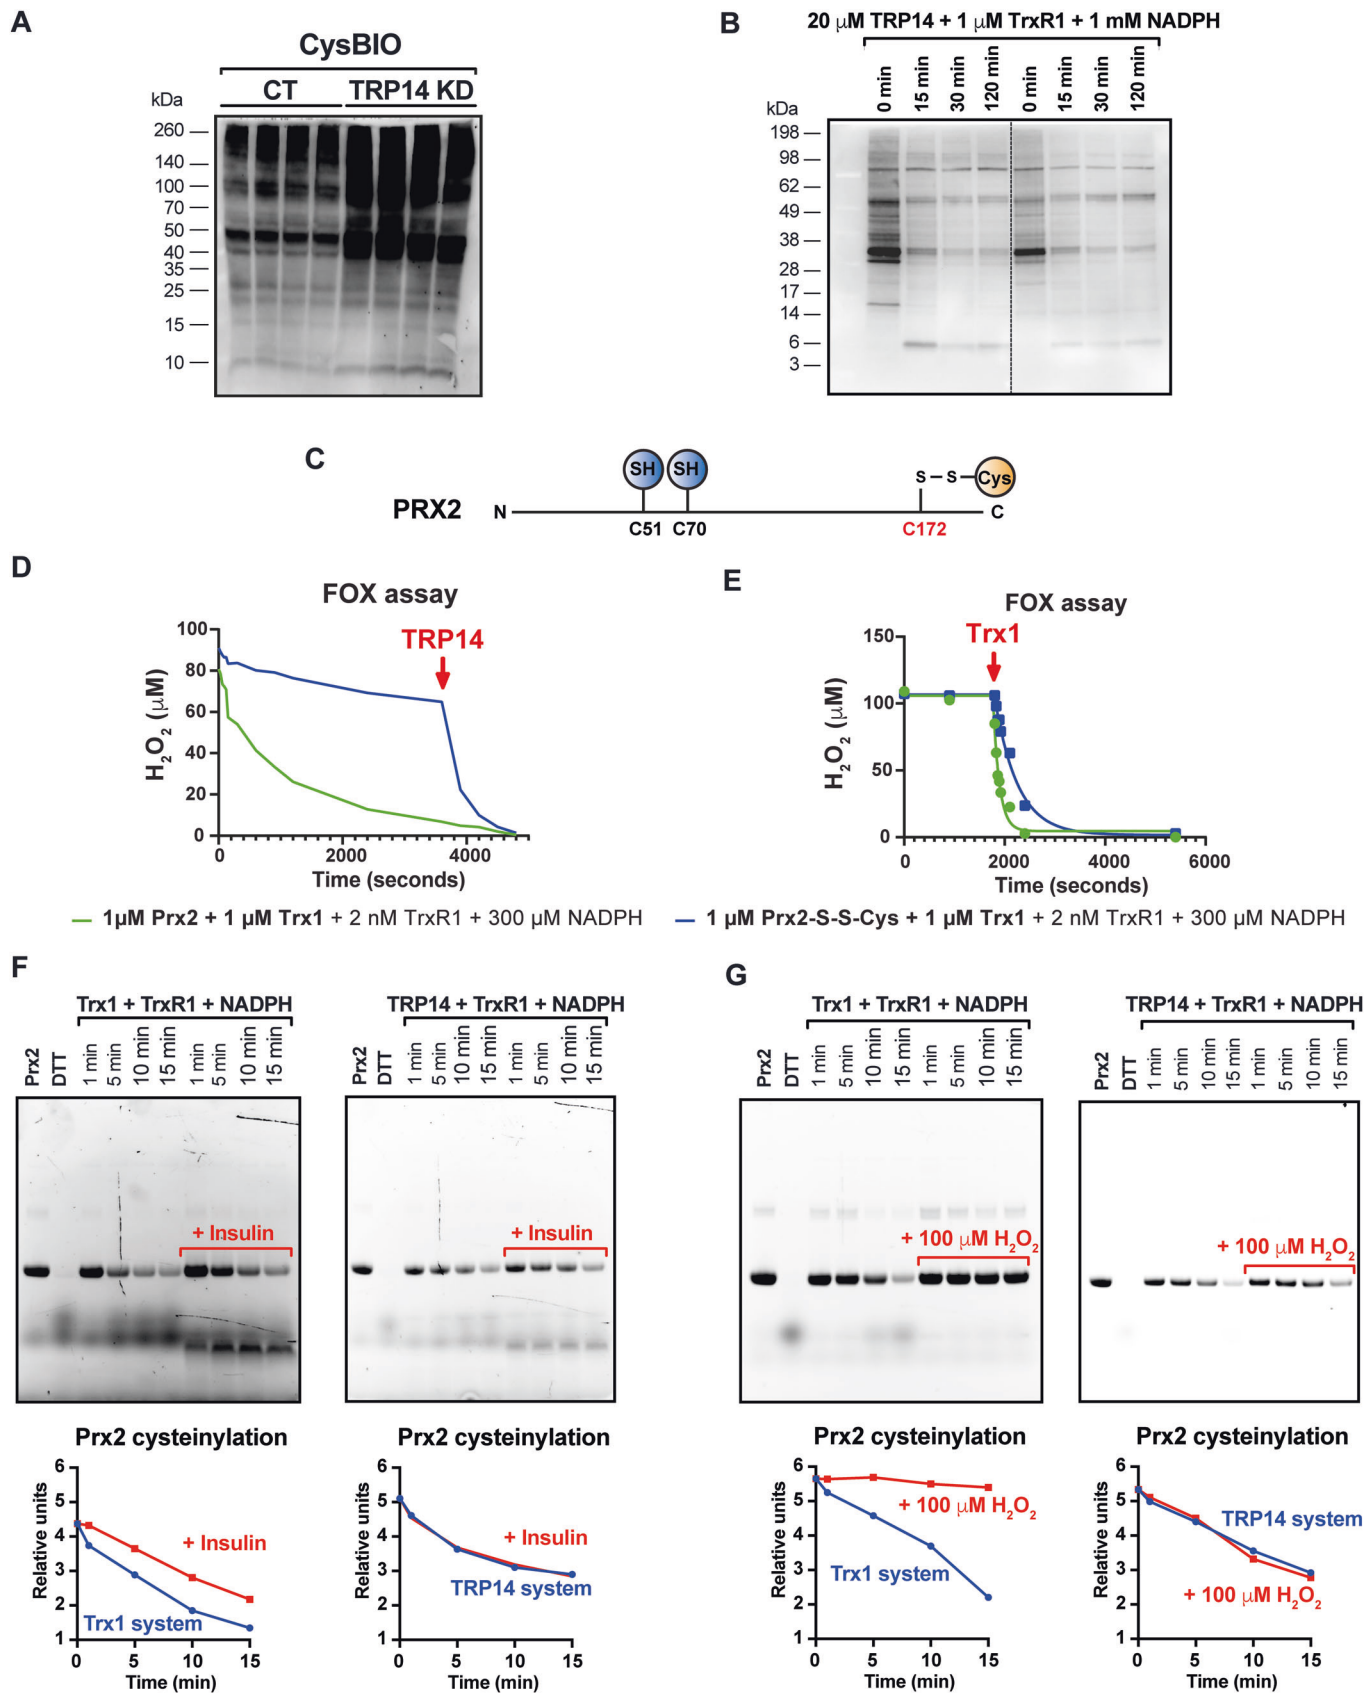 A
CysBIO
CT TRP14 KD
kDa
260
140
100
70
50
40
35
25
15
10
B
20 μM TRP14 + 1 μM TrxR1 + 1 mM NADPH
0 min 15 min 30 min 120 min 0 min 15 min 30 min 120 min
kDa
198
98
62
49
38
28
17
14
6
3
C
SH SH S–S–Cys
PRX2 N C
C51 C70 C172
D
FOX assay
TRP14
H₂O₂ (μM)
100
80
60
40
20
0
0 2000 4000
Time (seconds)
E
FOX assay
Trx1
H₂O₂ (μM)
150
100
50
0
0 2000 4000 6000
Time (seconds)
1μM Prx2 + 1 μM Trx1 + 2 nM TrxR1 + 300 μM NADPH
1 μM Prx2-S-S-Cys + 1 μM Trx1 + 2 nM TrxR1 + 300 μM NADPH
F
Trx1 + TrxR1 + NADPH
Prx2 DTT 1 min 5 min 10 min 15 min 1 min 5 min 10 min 15 min
+ Insulin
TRP14 + TrxR1 + NADPH
Prx2 DTT 1 min 5 min 10 min 15 min 1 min 5 min 10 min 15 min
+ Insulin
Prx2 cysteinylation
Relative units
6
5
4
3
2
1
+ Insulin
Trx1 system
0 5 10 15
Time (min)
Prx2 cysteinylation
Relative units
6
5
4
3
2
1
+ Insulin
TRP14 system
0 5 10 15
Time (min)
G
Trx1 + TrxR1 + NADPH
Prx2 DTT 1 min 5 min 10 min 15 min 1 min 5 min 10 min 15 min
+ 100 μM H₂O₂
TRP14 + TrxR1 + NADPH
Prx2 DTT 1 min 5 min 10 min 15 min 1 min 5 min 10 min 15 min
+ 100 μM H₂O₂
Prx2 cysteinylation
Relative units
6
5
4
3
2
1
+ 100 μM H₂O₂
Trx1 system
0 5 10 15
Time (min)
Prx2 cysteinylation
Relative units
6
5
4
3
2
1
TRP14 system
+ 100 μM H₂O₂
0 5 10 15
Time (min)